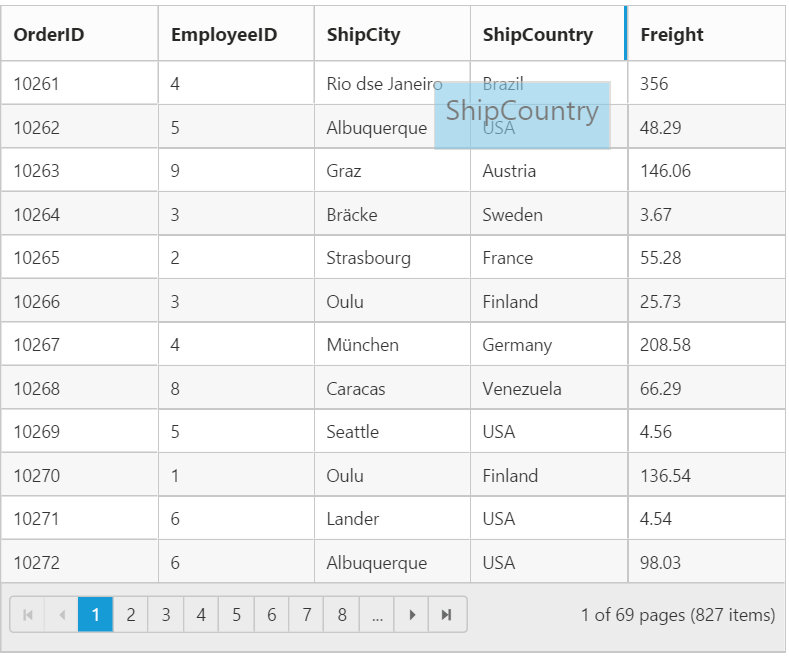 OrderID EmployeeID ShipCity ShipCountry Freight
10261 4 Rio dse Janeiro Brazil 356
ShipCountry
10262 5 Albuquerque USA 48.29
10263 9 Graz Austria 146.06
10264 3 Bräcke Sweden 3.67
10265 2 Strasbourg France 55.28
10266 3 Oulu Finland 25.73
10267 4 München Germany 208.58
10268 8 Caracas Venezuela 66.29
10269 5 Seattle USA 4.56
10270 1 Oulu Finland 136.54
10271 6 Lander USA 4.54
10272 6 Albuquerque USA 98.03
1 2 3 4 5 6 7 8 ... 1 of 69 pages (827 items)